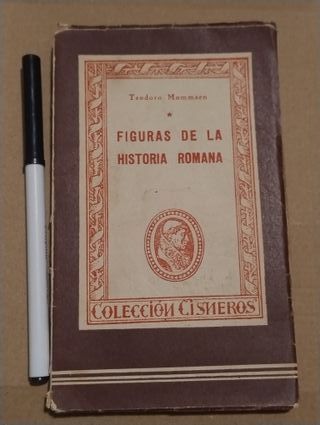 Teodoro Mommsen
*
FIGURAS DE LA
HISTORIA ROMANA
COLECCIÓN CISNEROS